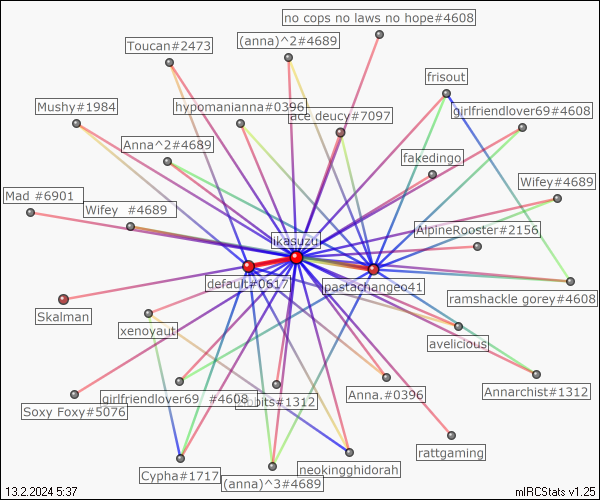 no cops no laws no hope#4608
Toucan#2473
(anna)^2#4689
frisout
Mushy#1984
hypomanianna#0396
ace deucy#7097
girlfriendlover69#4608
Anna^2#4689
fakedingo
Mad #6901
Wifey #4689
Wifey#4689
AlpineRooster#2156
ikasuzu
default#0617
pastachangeo41
ramshackle gorey#4608
Skalman
xenoyaut
avelicious
Soxy Foxy#5076
girlfriendlover69 #4608
#1312
Anna.#0396
Annarchist#1312
rattgaming
Cypha#1717
(anna)^3#4689
neokingghidorah
13.2.2024 5:37
mIRCStats v1.25